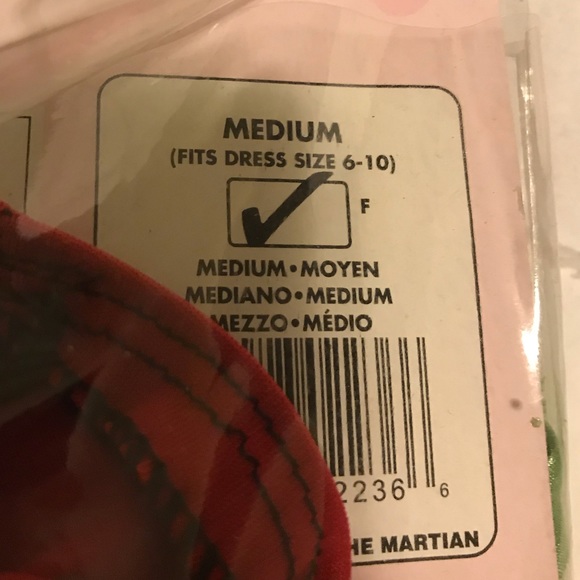 MEDIUM
(FITS DRESS SIZE 6-10)
F
MEDIUM•MOYEN
MEDIANO•MEDIUM
MEZZO•MÉDIO
2236 6
HE MARTIAN